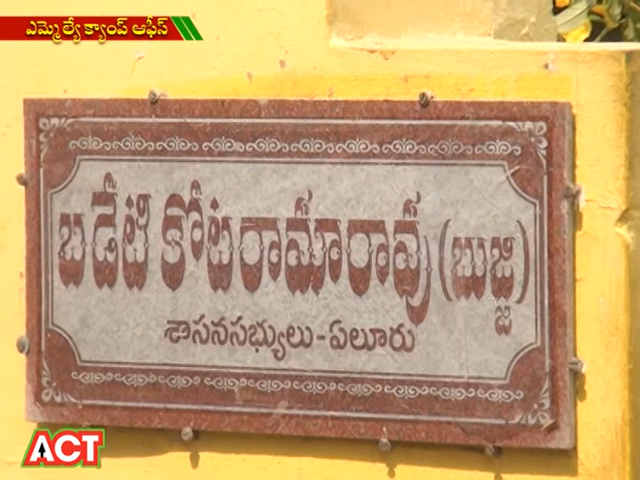 ఎమ్మెల్యే క్యాంప్ ఆఫీస్
బడేటి కోటరామారావు (బుజ్జి)
శాసనసభ్యులు - ఏలూరు
ACT